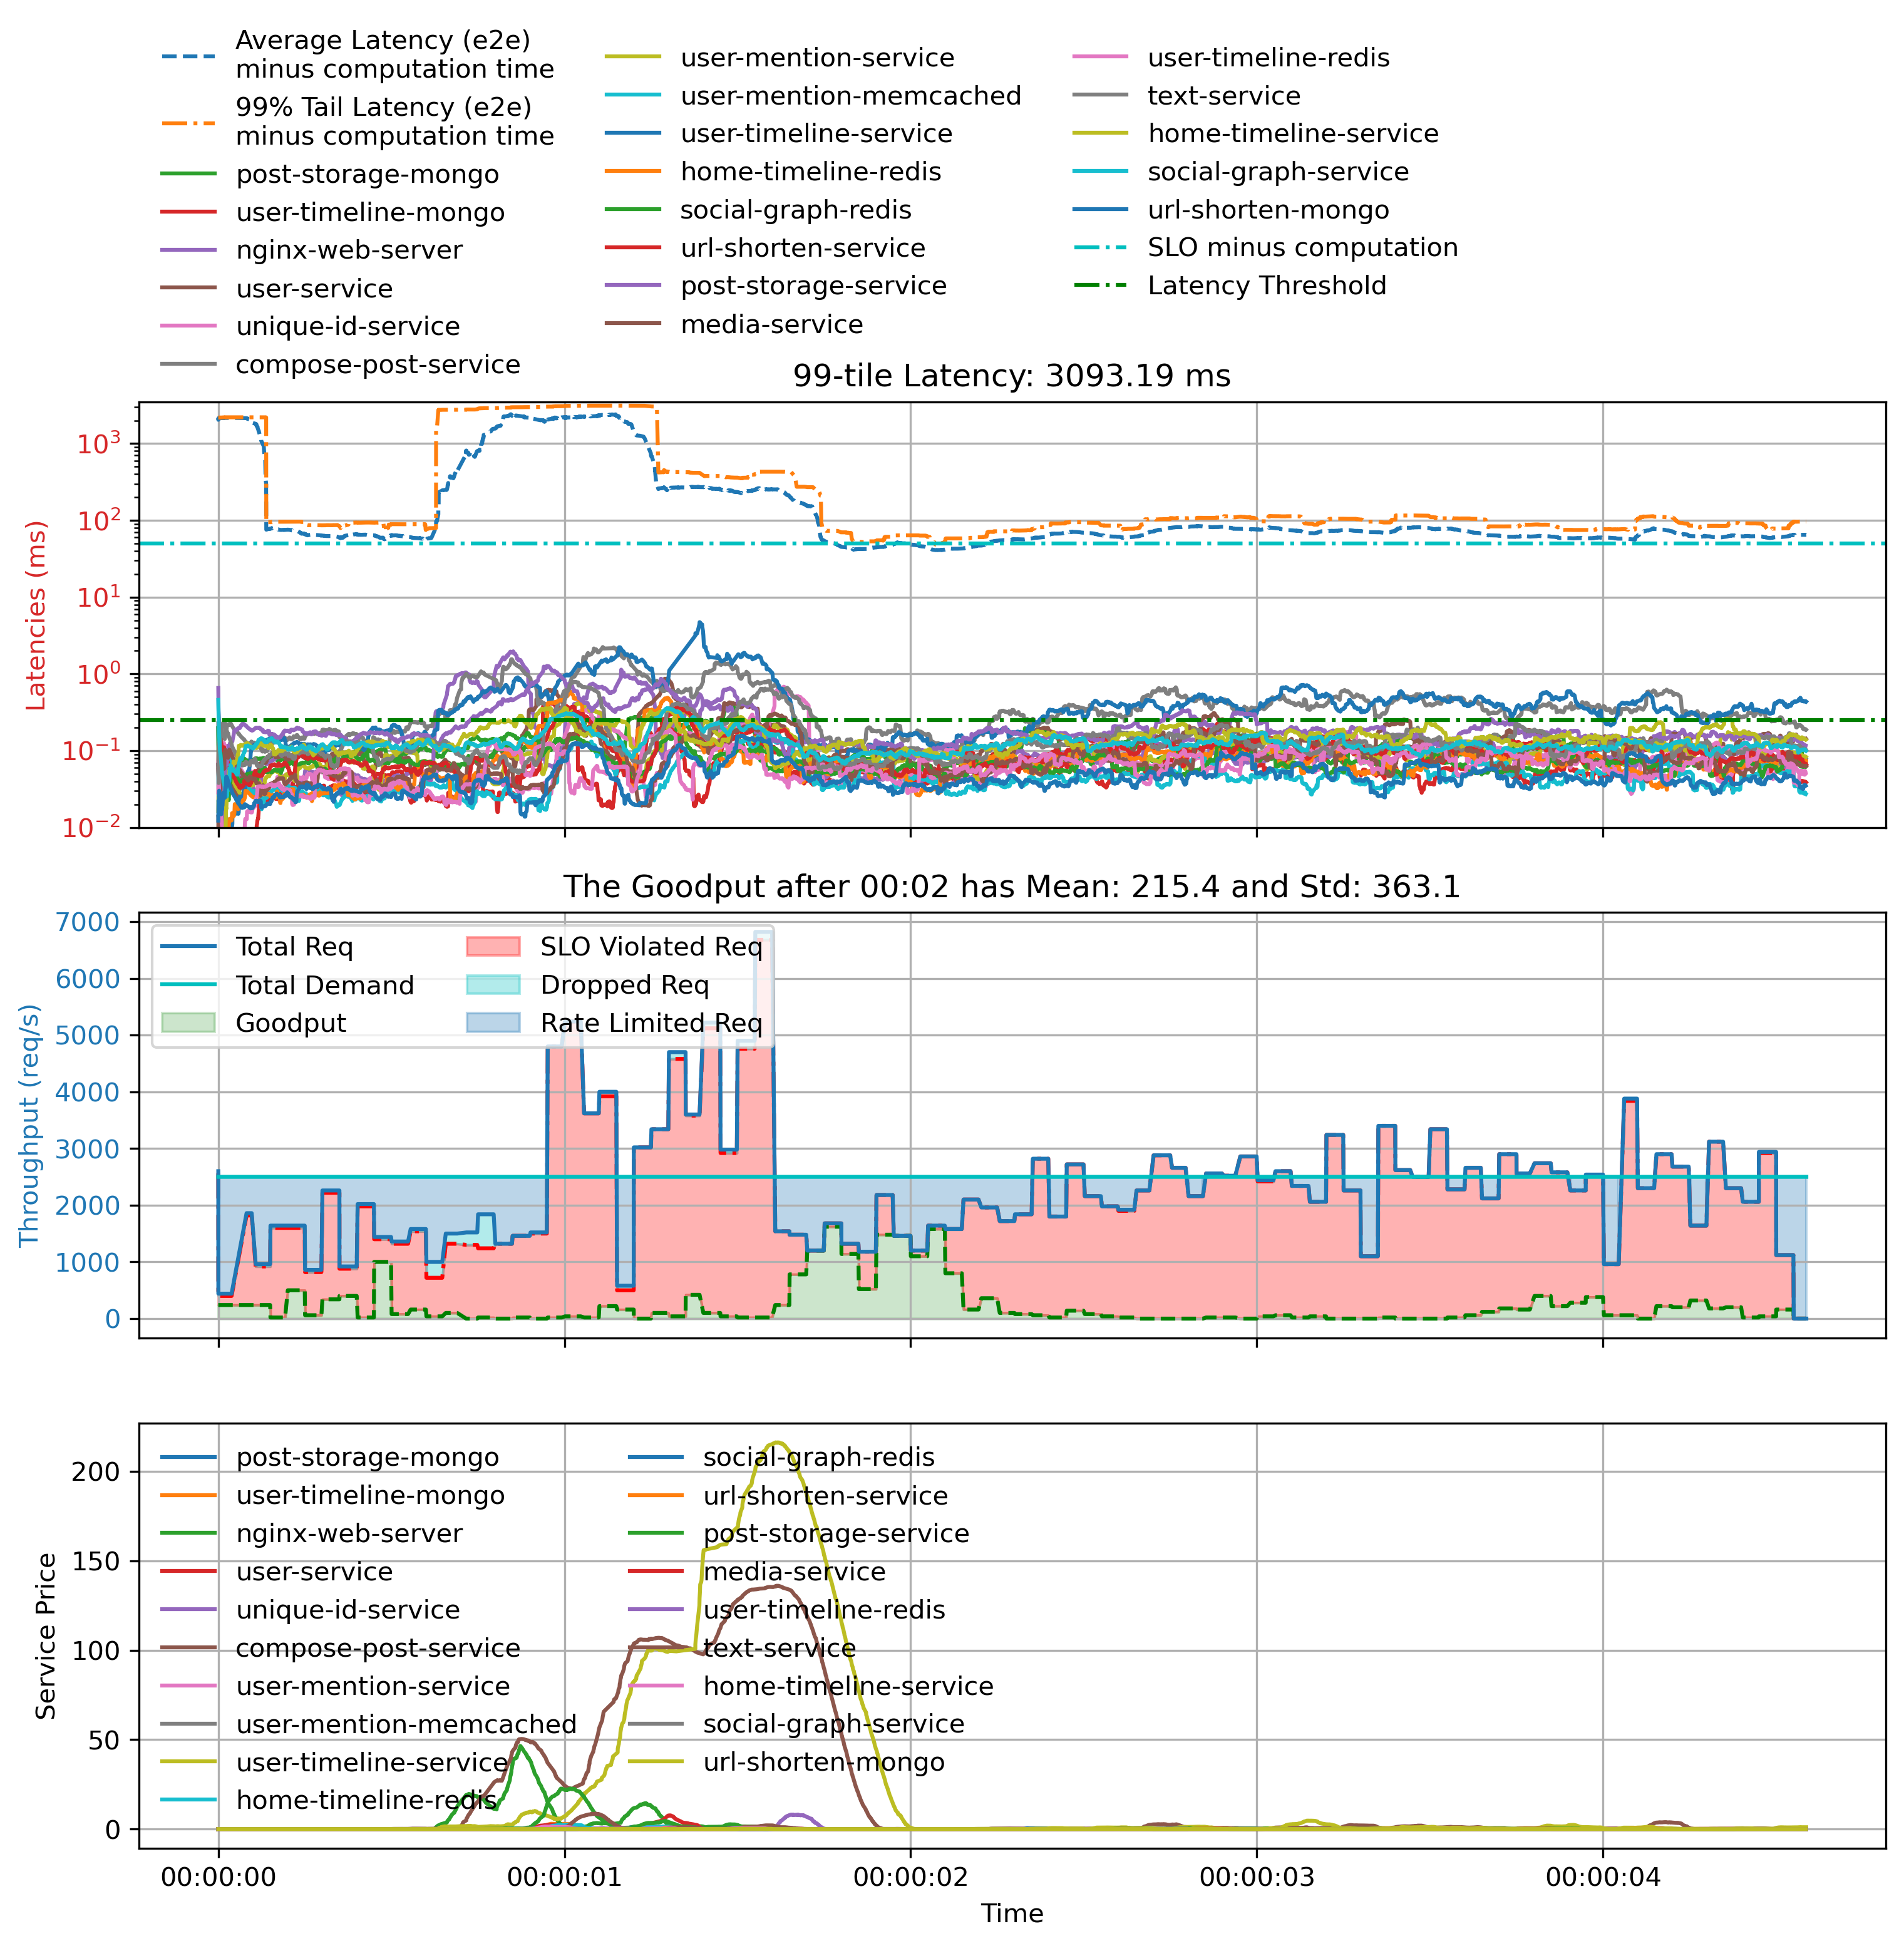 Average Latency (e2e)
minus computation time
99% Tail Latency (e2e)
minus computation time
post-storage-mongo
user-timeline-mongo
nginx-web-server
user-service
unique-id-service
compose-post-service
user-mention-service
user-mention-memcached
user-timeline-service
home-timeline-redis
social-graph-redis
url-shorten-service
post-storage-service
media-service
user-timeline-redis
text-service
home-timeline-service
social-graph-service
url-shorten-mongo
SLO minus computation
Latency Threshold
99-tile Latency: 3093.19 ms
Latencies (ms)
10³
10²
10¹
10⁰
10⁻¹
10⁻²
The Goodput after 00:02 has Mean: 215.4 and Std: 363.1
Throughput (req/s)
7000
6000
5000
4000
3000
2000
1000
0
Total Req
Total Demand
Goodput
SLO Violated Req
Dropped Req
Rate Limited Req
Service Price
200
150
100
50
0
post-storage-mongo
user-timeline-mongo
nginx-web-server
user-service
unique-id-service
compose-post-service
user-mention-service
user-mention-memcached
user-timeline-service
home-timeline-redis
social-graph-redis
url-shorten-service
post-storage-service
media-service
user-timeline-redis
text-service
home-timeline-service
social-graph-service
url-shorten-mongo
00:00:00
00:00:01
00:00:02
00:00:03
00:00:04
Time